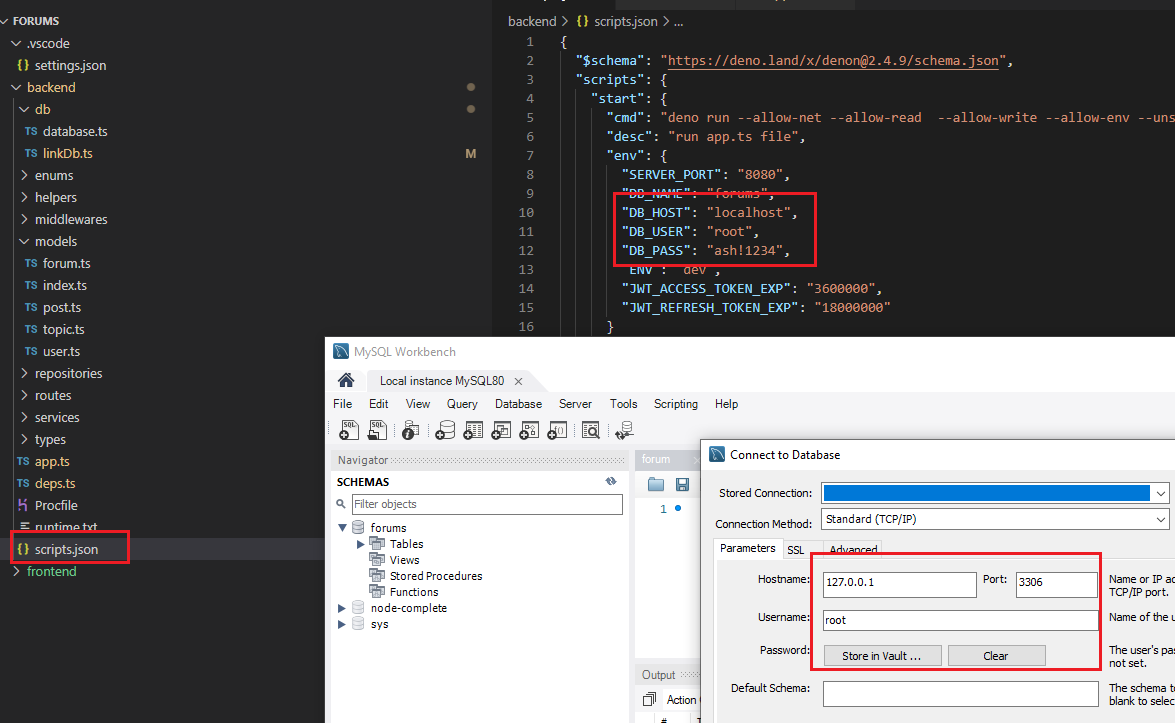 FORUMS
.vscode
{} settings.json
backend
db
TS database.ts
TS linkDb.ts M
enums
helpers
middlewares
models
TS forum.ts
TS index.ts
TS post.ts
TS topic.ts
TS user.ts
repositories
routes
services
types
TS app.ts
TS deps.ts
Procfile
runtime.txt
{} scripts.json
frontend
backend > {} scripts.json > ...
1 {
2 "$schema": "https://deno.land/x/denon@2.4.9/schema.json",
3 "scripts": {
4 "start": {
5 "cmd": "deno run --allow-net --allow-read  --allow-write --allow-env --uns
6 "desc": "run app.ts file",
7 "env": {
8 "SERVER_PORT": "8080",
9 "DB_NAME": "forums",
10 "DB_HOST": "localhost",
11 "DB_USER": "root",
12 "DB_PASS": "ash!1234",
13 "ENV": "dev",
14 "JWT_ACCESS_TOKEN_EXP": "3600000",
15 "JWT_REFRESH_TOKEN_EXP": "18000000"
16 }
MySQL Workbench
Local instance MySQL80
File Edit View Query Database Server Tools Scripting Help
Navigator
SCHEMAS
Filter objects
forums
Tables
Views
Stored Procedures
Functions
node-complete
sys
forum
1
Output
Action
#
Connect to Database
Stored Connection:
Connection Method: Standard (TCP/IP)
Parameters SSL Advanced
Hostname: 127.0.0.1 Port: 3306 Name or IP ad
TCP/IP port.
Username: root Name of the u
Password: Store in Vault ... Clear The user's pas
not set.
Default Schema: The schema to
blank to selec